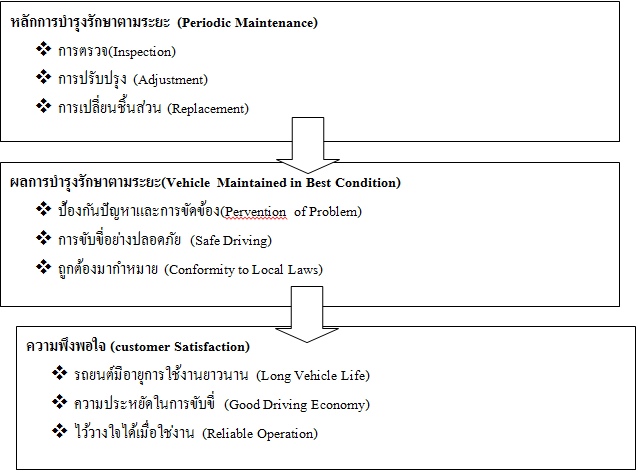 หลักการบำรุงรักษาตามระยะ (Periodic Maintenance)
❖ การตรวจ(Inspection)
❖ การปรับปรุง (Adjustment)
❖ การเปลี่ยนชิ้นส่วน (Replacement)
ผลการบำรุงรักษาตามระยะ(Vehicle Maintained in Best Condition)
❖ ป้องกันปัญหาและการขัดข้อง(Pervention of Problem)
❖ การขับขี่อย่างปลอดภัย (Safe Driving)
❖ ถูกต้องมากำหมาย (Conformity to Local Laws)
ความพึงพอใจ (customer Satisfaction)
❖ รถยนต์มีอายุการใช้งานยาวนาน (Long Vehicle Life)
❖ ความประหยัดในการขับขี่ (Good Driving Economy)
❖ ไว้วางใจได้เมื่อใช่งาน (Reliable Operation)